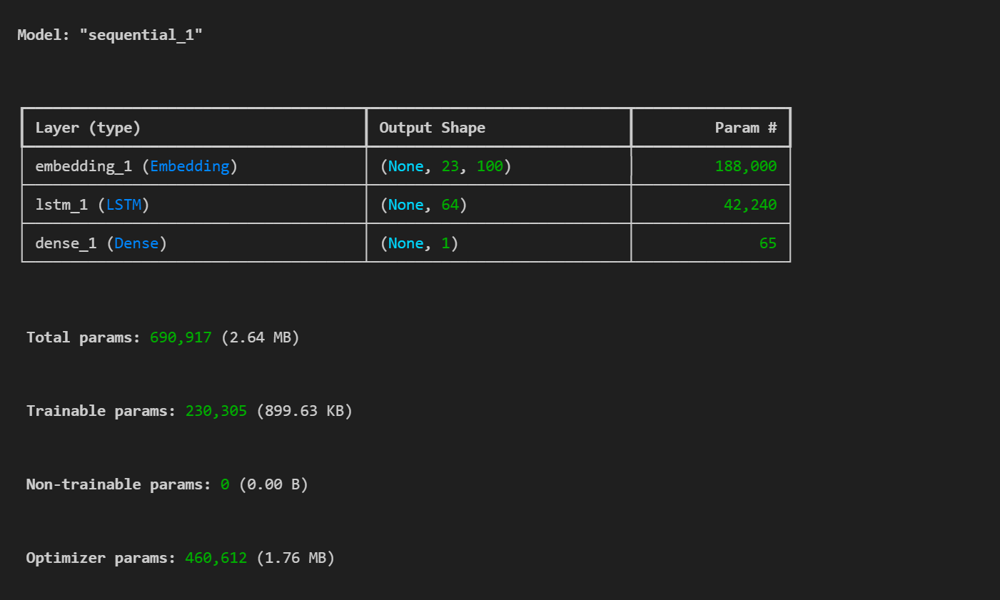 Model: "sequential_1"
Layer (type) Output Shape Param #
embedding_1 (Embedding) (None, 23, 100) 188,000
lstm_1 (LSTM) (None, 64) 42,240
dense_1 (Dense) (None, 1) 65
Total params: 690,917 (2.64 MB)
Trainable params: 230,305 (899.63 KB)
Non-trainable params: 0 (0.00 B)
Optimizer params: 460,612 (1.76 MB)